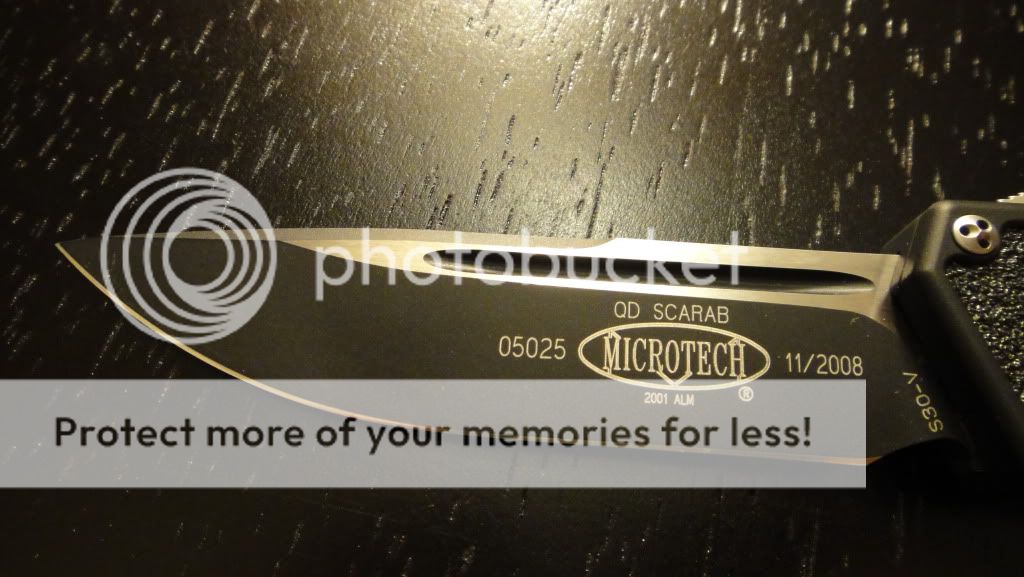 photobucket
QD SCARAB
05025 MICROTECH 11/2008
2001 ALM ®
S30-V
Protect more of your memories for less!